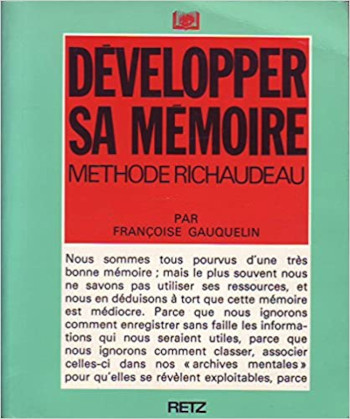 DÉVELOPPER
SA MÉMOIRE
METHODE RICHAUDEAU
PAR
FRANÇOISE GAUQUELIN
Nous sommes tous pourvus d'une très
bonne mémoire ; mais le plus souvent nous
ne savons pas utiliser ses ressources, et
nous en déduisons à tort que cette mémoire
est médiocre. Parce que nous ignorons
comment enregistrer sans faille les informa-
tions qui nous seraient utiles, parce que
nous ignorons comment classer, associer
celles-ci dans nos « archives mentales »
pour qu'elles se révèlent exploitables, parce
RETZ